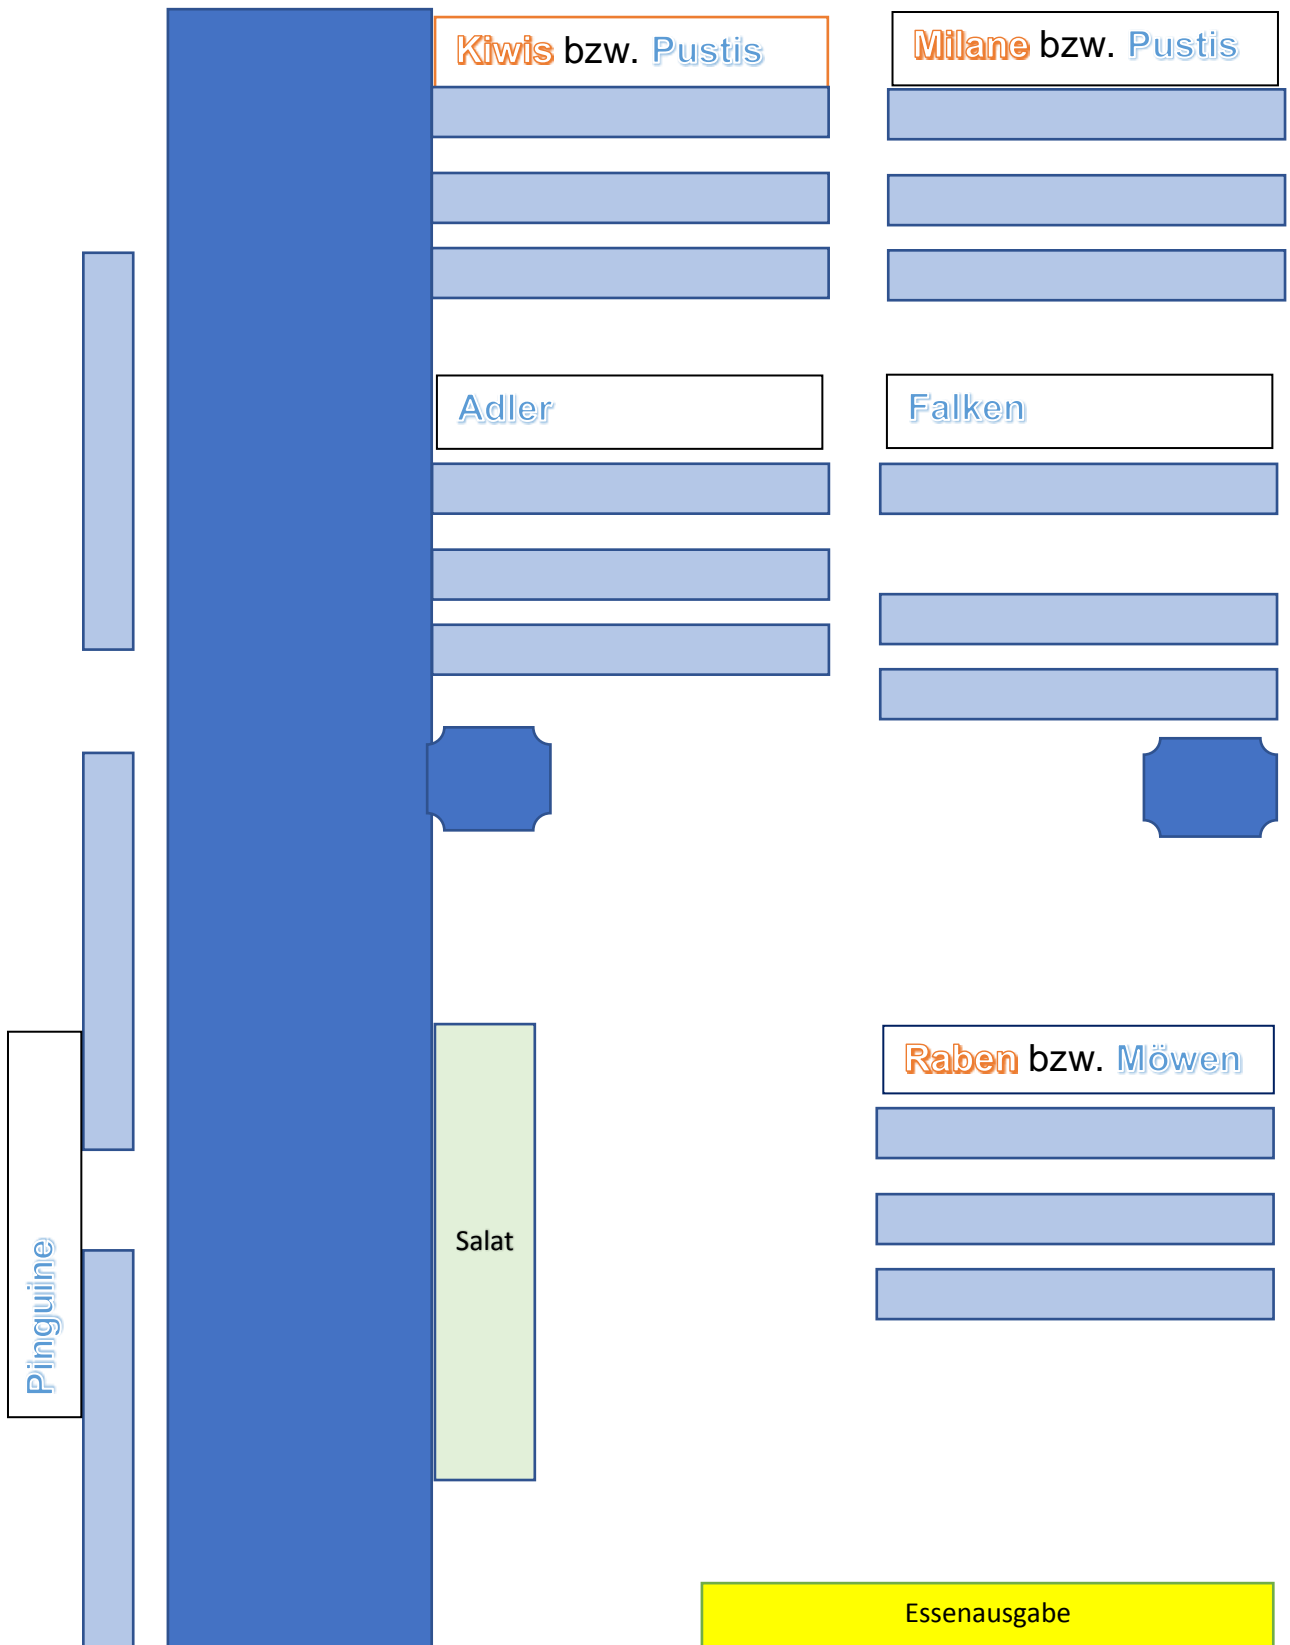 Kiwis bzw. Pustis
Milane bzw. Pustis
Adler
Falken
Raben bzw. Möwen
Salat
Pinguine
Essenausgabe